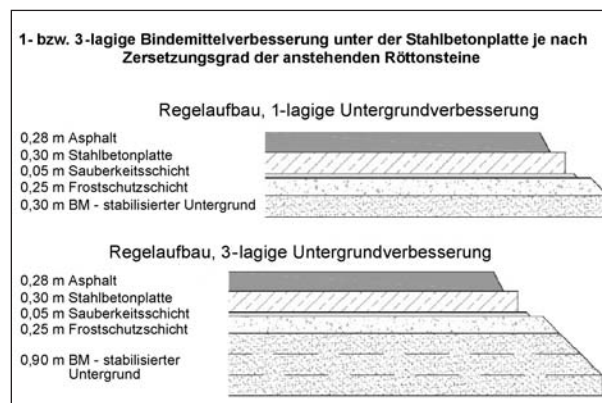 1- bzw. 3-lagige Bindemittelverbesserung unter der Stahlbetonplatte je nach
Zersetzungsgrad der anstehenden Röttonsteine
Regelaufbau, 1-lagige Untergrundverbesserung
0,28 m Asphalt
0,30 m Stahlbetonplatte
0,05 m Sauberkeitsschicht
0,25 m Frostschutzschicht
0,30 m BM - stabilisierter Untergrund
Regelaufbau, 3-lagige Untergrundverbesserung
0,28 m Asphalt
0,30 m Stahlbetonplatte
0,05 m Sauberkeitsschicht
0,25 m Frostschutzschicht
0,90 m BM - stabilisierter
Untergrund